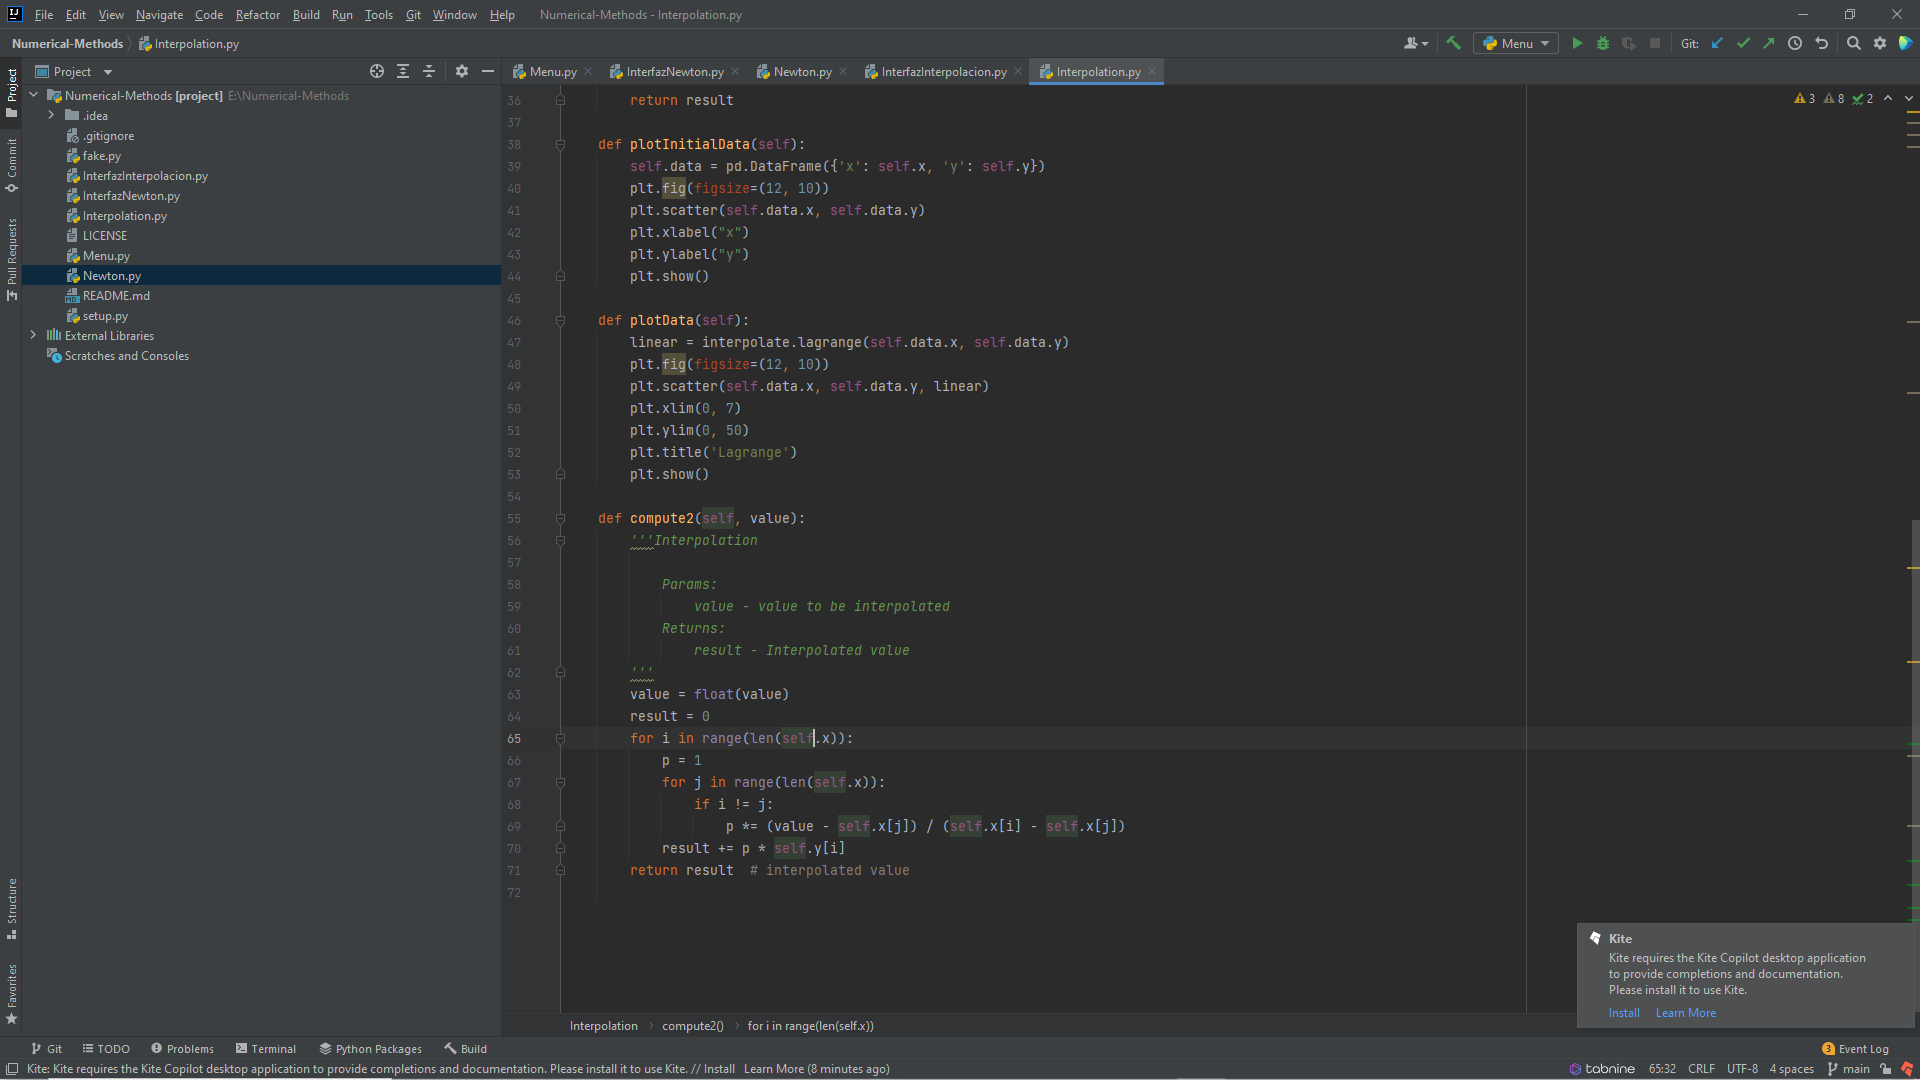 IJ File Edit View Navigate Code Refactor Build Run Tools Git Window Help Numerical-Methods - Interpolation.py
Numerical-Methods Interpolation.py Menu Git:
Project Menu.py InterfazNewton.py Newton.py InterfazInterpolacion.py Interpolation.py
Project
Commit
Pull Requests
Structure
Favorites
Numerical-Methods [project] E:\Numerical-Methods
.idea
.gitignore
fake.py
InterfazInterpolacion.py
InterfazNewton.py
Interpolation.py
LICENSE
Menu.py
Newton.py
README.md
setup.py
External Libraries
Scratches and Consoles
3 8 2
36 return result
37
38 def plotInitialData(self):
39 self.data = pd.DataFrame({'x': self.x, 'y': self.y})
40 plt.fig(figsize=(12, 10))
41 plt.scatter(self.data.x, self.data.y)
42 plt.xlabel("x")
43 plt.ylabel("y")
44 plt.show()
45
46 def plotData(self):
47 linear = interpolate.lagrange(self.data.x, self.data.y)
48 plt.fig(figsize=(12, 10))
49 plt.scatter(self.data.x, self.data.y, linear)
50 plt.xlim(0, 7)
51 plt.ylim(0, 50)
52 plt.title('Lagrange')
53 plt.show()
54
55 def compute2(self, value):
56 '''Interpolation
57
58 Params:
59 value - value to be interpolated
60 Returns:
61 result - Interpolated value
62 '''
63 value = float(value)
64 result = 0
65 for i in range(len(self.x)):
66 p = 1
67 for j in range(len(self.x)):
68 if i != j:
69 p *= (value - self.x[j]) / (self.x[i] - self.x[j])
70 result += p * self.y[i]
71 return result # interpolated value
72
Kite
Kite requires the Kite Copilot desktop application
to provide completions and documentation.
Please install it to use Kite.
Install Learn More
Interpolation compute2() for i in range(len(self.x))
Git TODO Problems Terminal Python Packages Build 3 Event Log
Kite: Kite requires the Kite Copilot desktop application to provide completions and documentation. Please install it to use Kite. // Install Learn More (8 minutes ago) tabnine 65:32 CRLF UTF-8 4 spaces main